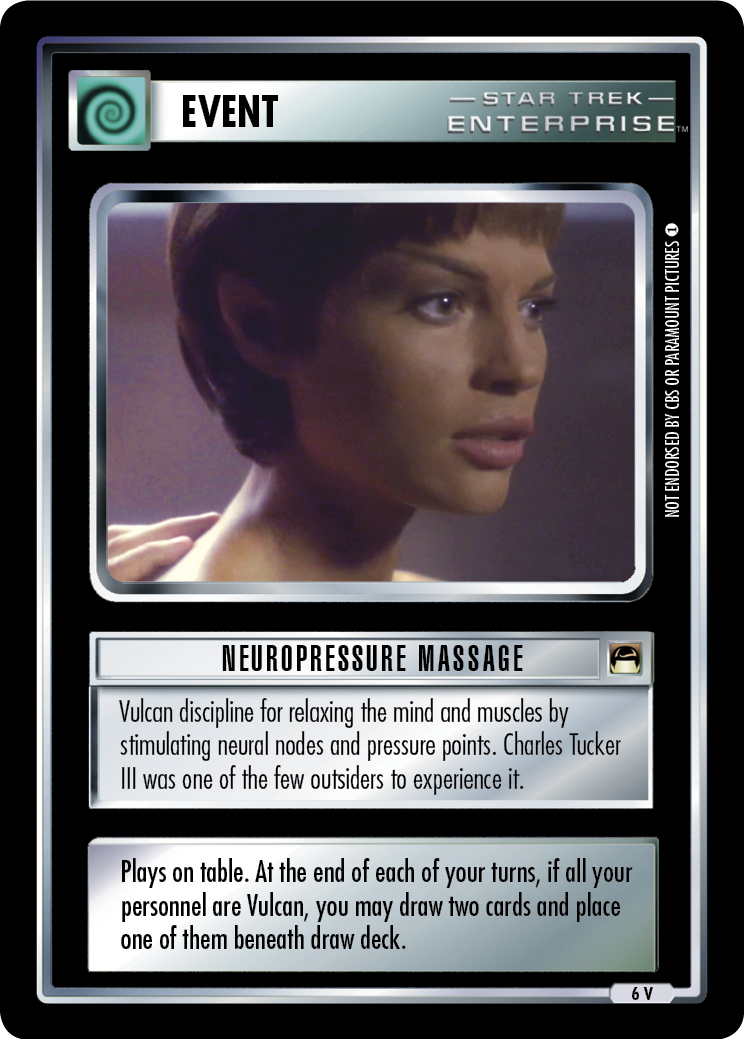 EVENT
— STAR TREK —
ENTERPRISE™
NOT ENDORSED BY CBS OR PARAMOUNT PICTURES 1
NEUROPRESSURE MASSAGE
Vulcan discipline for relaxing the mind and muscles by
stimulating neural nodes and pressure points. Charles Tucker
III was one of the few outsiders to experience it.
Plays on table. At the end of each of your turns, if all your
personnel are Vulcan, you may draw two cards and place
one of them beneath draw deck.
6 V